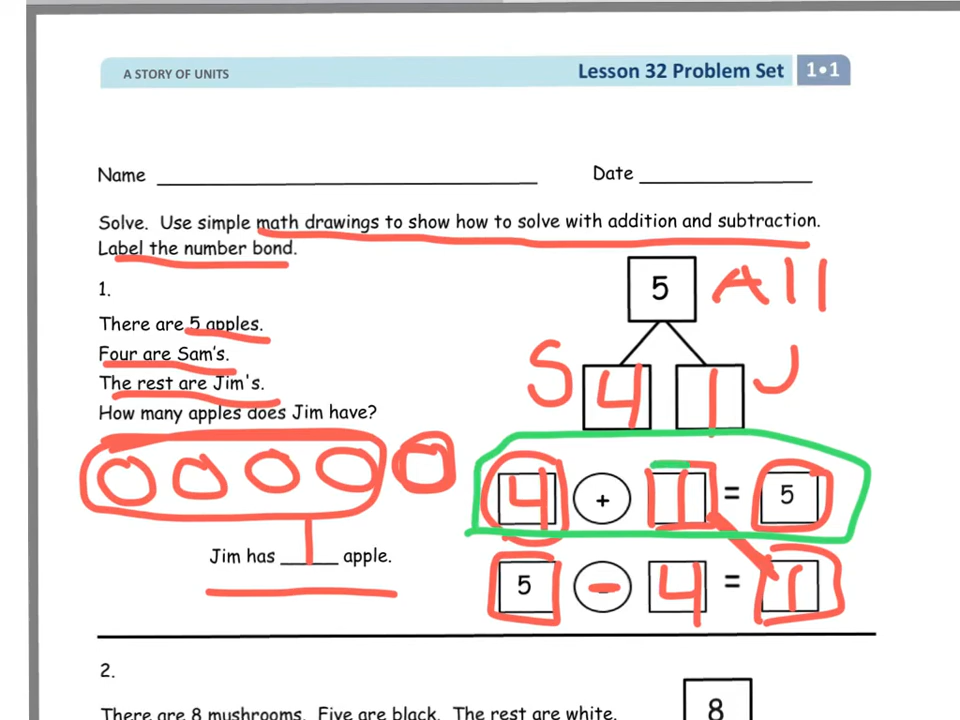 A STORY OF UNITS
Lesson 32 Problem Set
1•1
Name
Date
Solve. Use simple math drawings to show how to solve with addition and subtraction.
Label the number bond.
1.
There are 5 apples.
Four are Sam's.
The rest are Jim's.
How many apples does Jim have?
5 All
S 4 1 J
4 + 1 = 5
Jim has 1 apple.
5 - 4 = 1
2.
There are 8 mushrooms. Five are black. The rest are white.
8